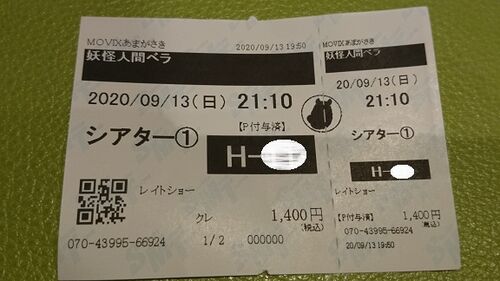 MOVIXあまがさき 2020/09/13 19:50
妖怪人間ベラ
2020/09/13(日) 21:10
【P付与済】
シアター① H-
レイトショー
クレ 1,400円
(税込)
070-43995-66924 1/2 000000
MOVIXあまがさき
妖怪人間ベラ
20/09/13(日)
21:10
シアター①
H-
レイトショー
【P付与済】 1,400円
(税込)
070-43995-66924
20/09/13 19:50